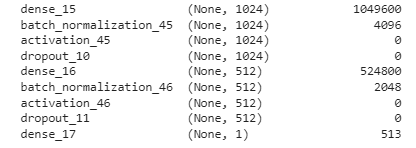 dense_15 (None, 1024) 1049600
batch_normalization_45 (None, 1024) 4096
activation_45 (None, 1024) 0
dropout_10 (None, 1024) 0
dense_16 (None, 512) 524800
batch_normalization_46 (None, 512) 2048
activation_46 (None, 512) 0
dropout_11 (None, 512) 0
dense_17 (None, 1) 513